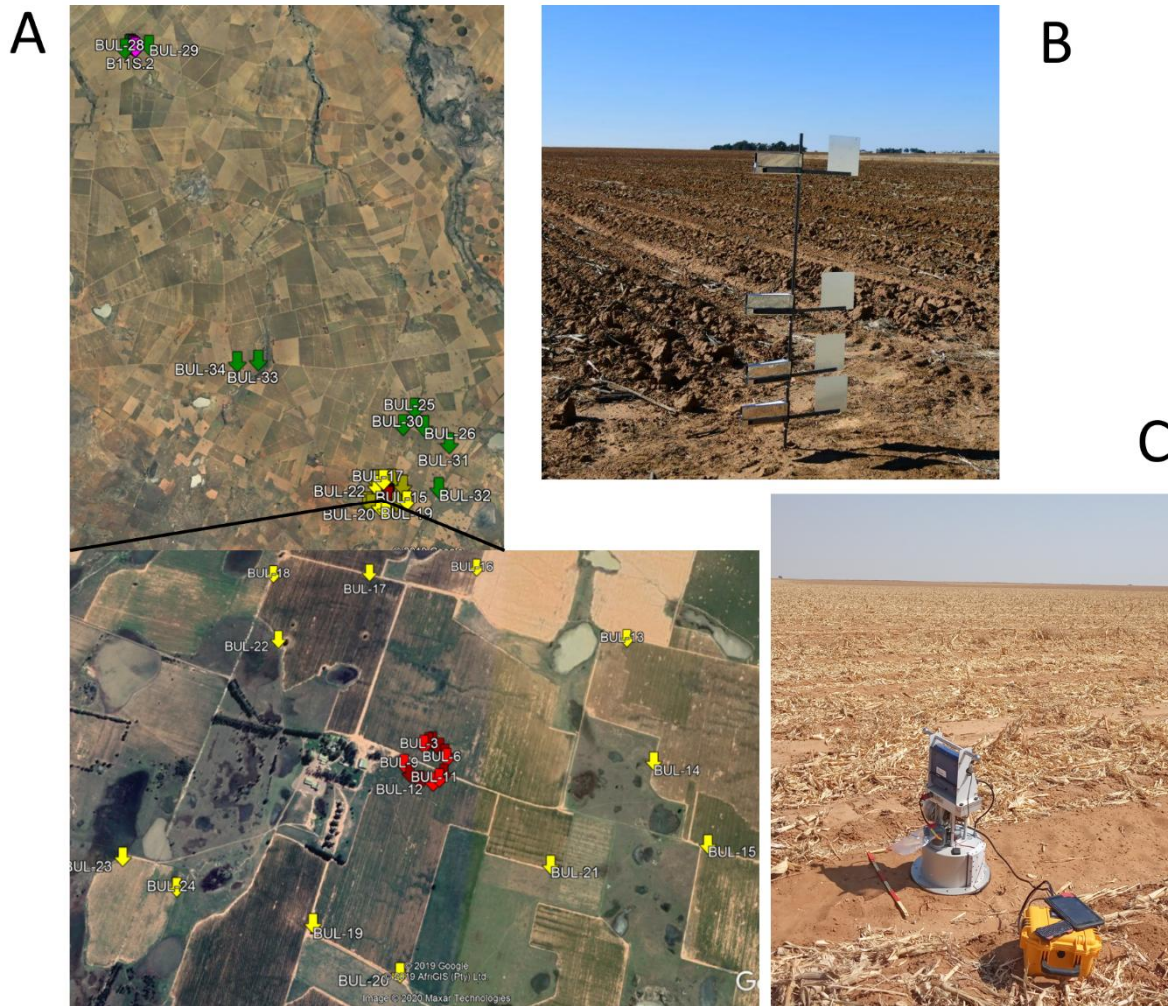 A
B
C
BUL-28
BUL-29
B11S.2
BUL-34
BUL-33
BUL-25
BUL-30
BUL-26
BUL-31
BUL-17
BUL-22
BUL-15
BUL-32
BUL-20
BUL-19
BUL-18
BUL-17
BUL-16
BUL-22
BUL-13
BUL-3
BUL-6
BUL-9
BUL-11
BUL-12
BUL-14
BUL-15
BUL-23
BUL-24
BUL-21
BUL-19
BUL-20
© 2019 Google
2019 AfriGIS (Pty) Ltd
Image © 2020 Maxar Technologies